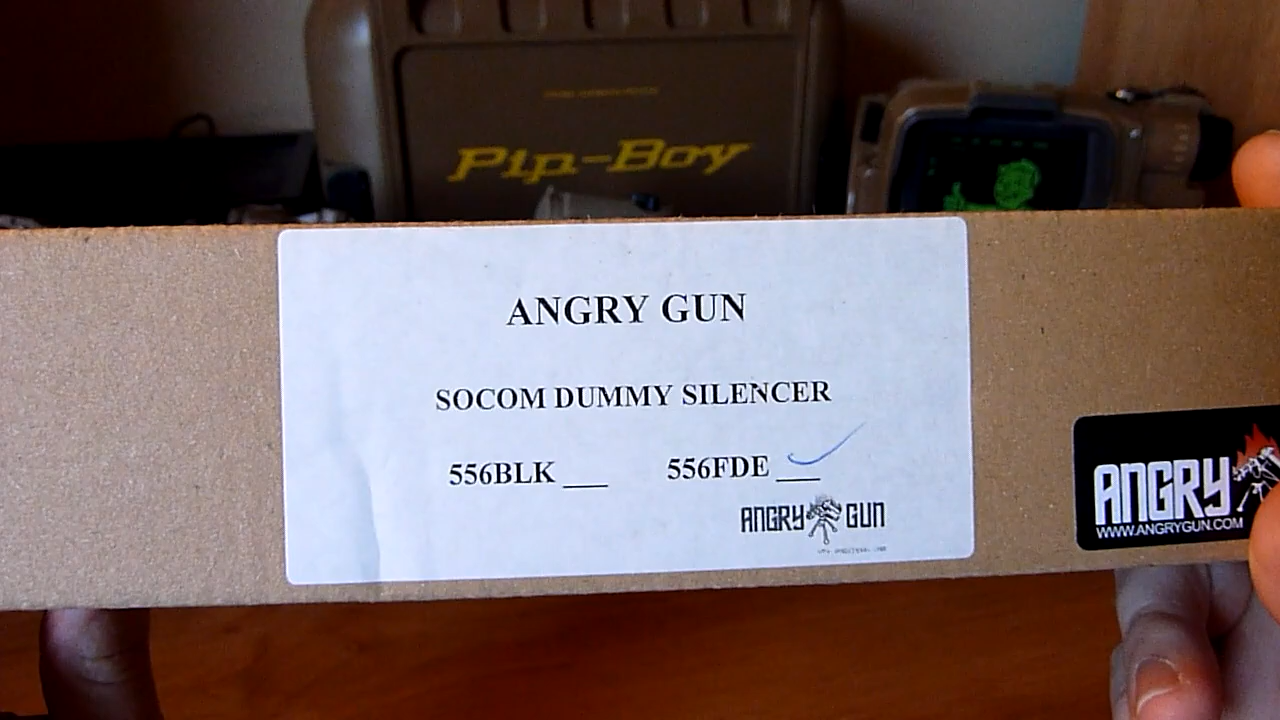 Pip-Boy
ANGRY GUN
SOCOM DUMMY SILENCER
556BLK ___ 556FDE ___
ANGRY GUN
ANGRY
WWW.ANGRYGUN.COM